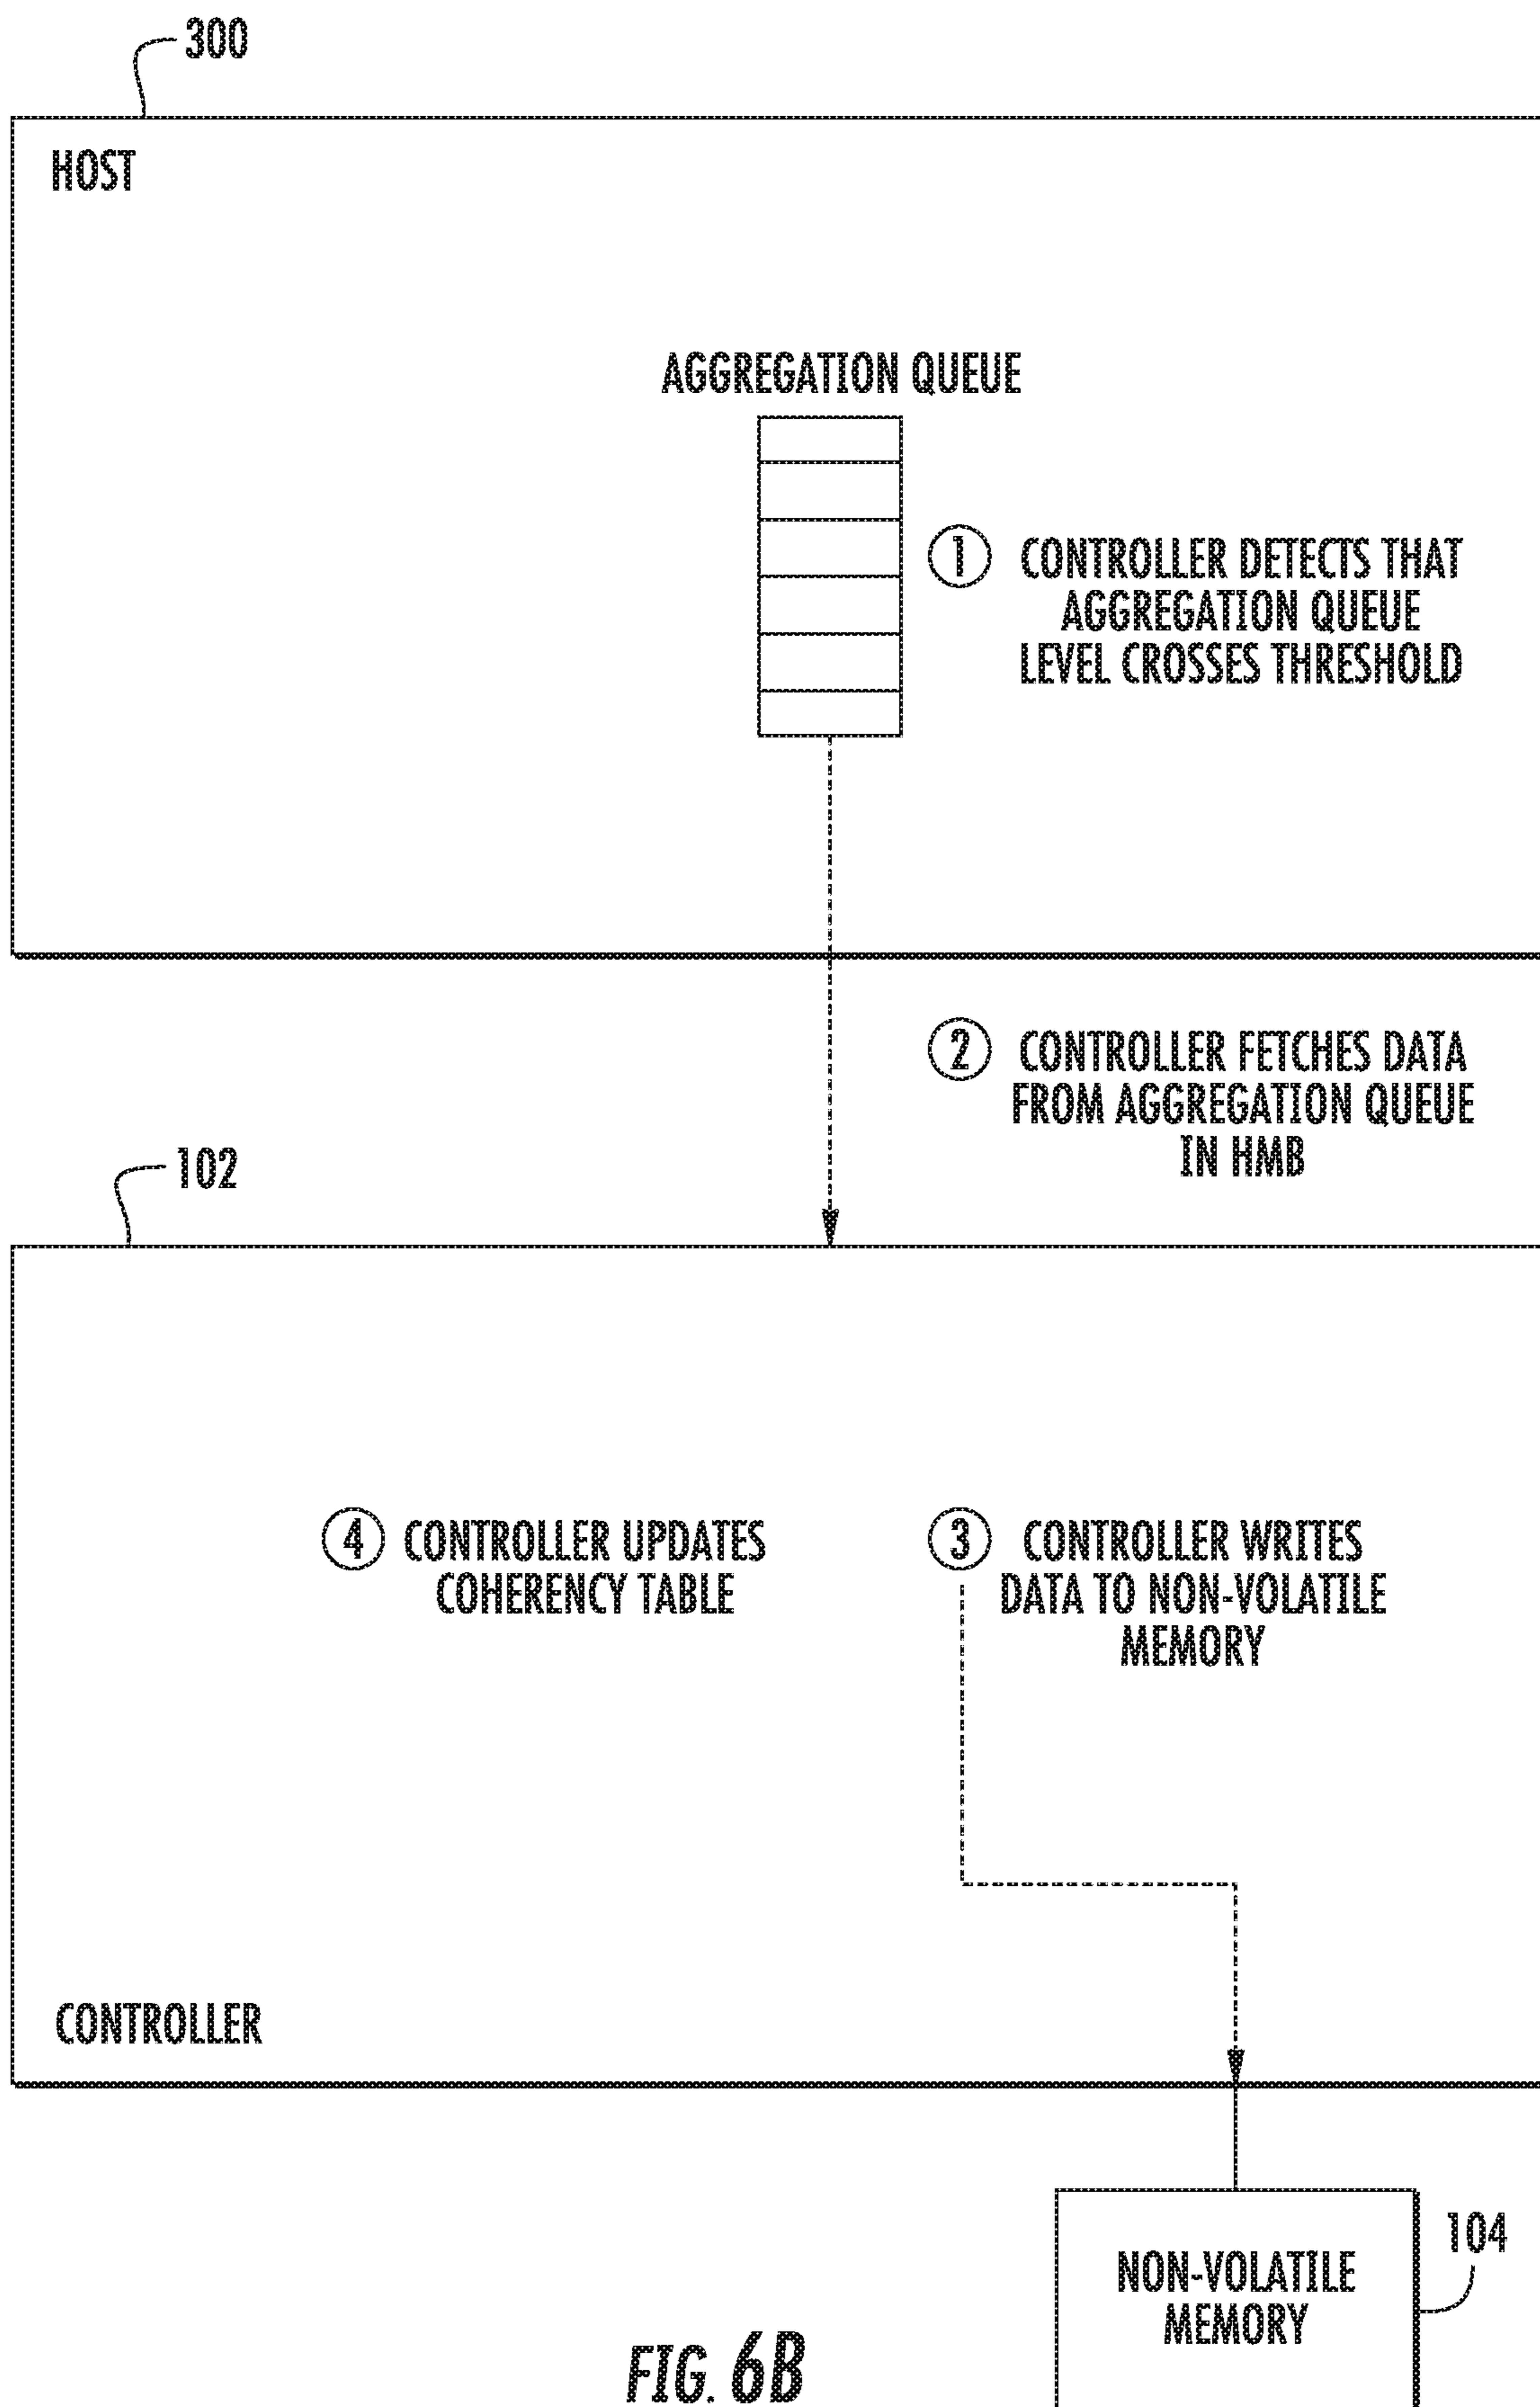 300
HOST
AGGREGATION QUEUE
1 CONTROLLER DETECTS THAT
AGGREGATION QUEUE
LEVEL CROSSES THRESHOLD
2 CONTROLLER FETCHES DATA
FROM AGGREGATION QUEUE
IN HMB
102
4 CONTROLLER UPDATES
COHERENCY TABLE
3 CONTROLLER WRITES
DATA TO NON-VOLATILE
MEMORY
CONTROLLER
104
NON-VOLATILE
MEMORY
FIG. 6B